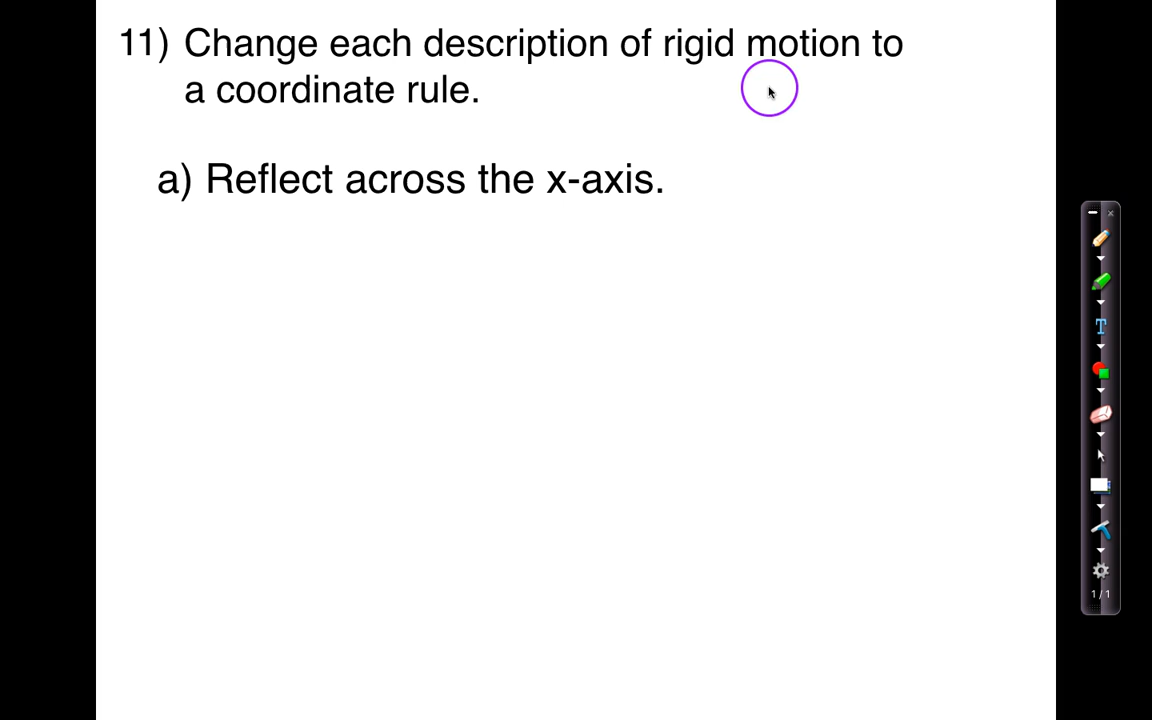 11) Change each description of rigid motion to
a coordinate rule.
a) Reflect across the x-axis.
T
1 / 1